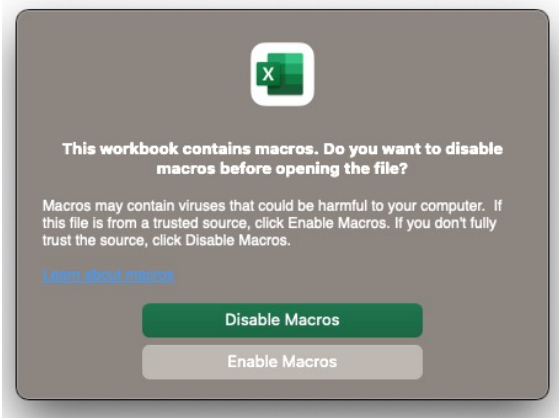 X
This workbook contains macros. Do you want to disable
macros before opening the file?
Macros may contain viruses that could be harmful to your computer.  If
this file is from a trusted source, click Enable Macros. If you don't fully
trust the source, click Disable Macros.
Learn about macros
Disable Macros
Enable Macros